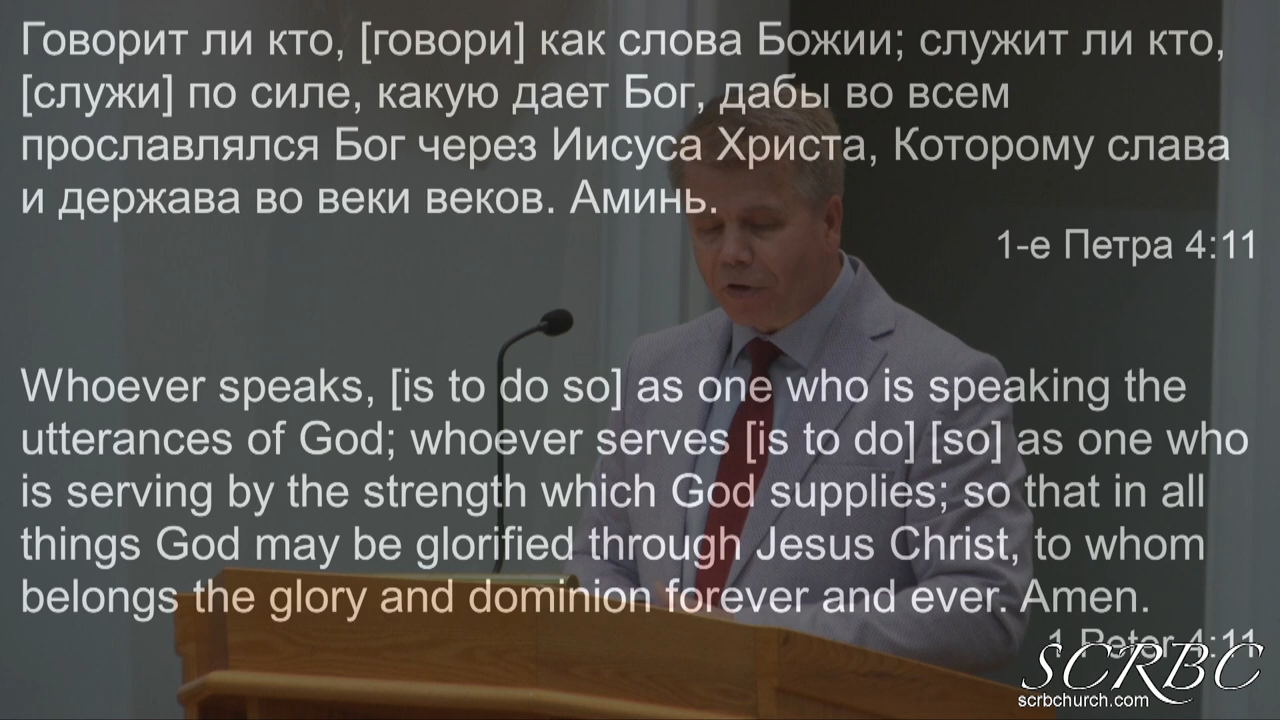 Говорит ли кто, [говори] как слова Божии; служит ли кто,
[служи] по силе, какую дает Бог, дабы во всем
прославлялся Бог через Иисуса Христа, Которому слава
и держава во веки веков. Аминь.
1-е Петра 4:11
Whoever speaks, [is to do so] as one who is speaking the
utterances of God; whoever serves [is to do] [so] as one who
is serving by the strength which God supplies; so that in all
things God may be glorified through Jesus Christ, to whom
belongs the glory and dominion forever and ever. Amen.
1 Peter 4:11
SCRBC
scrbchurch.com